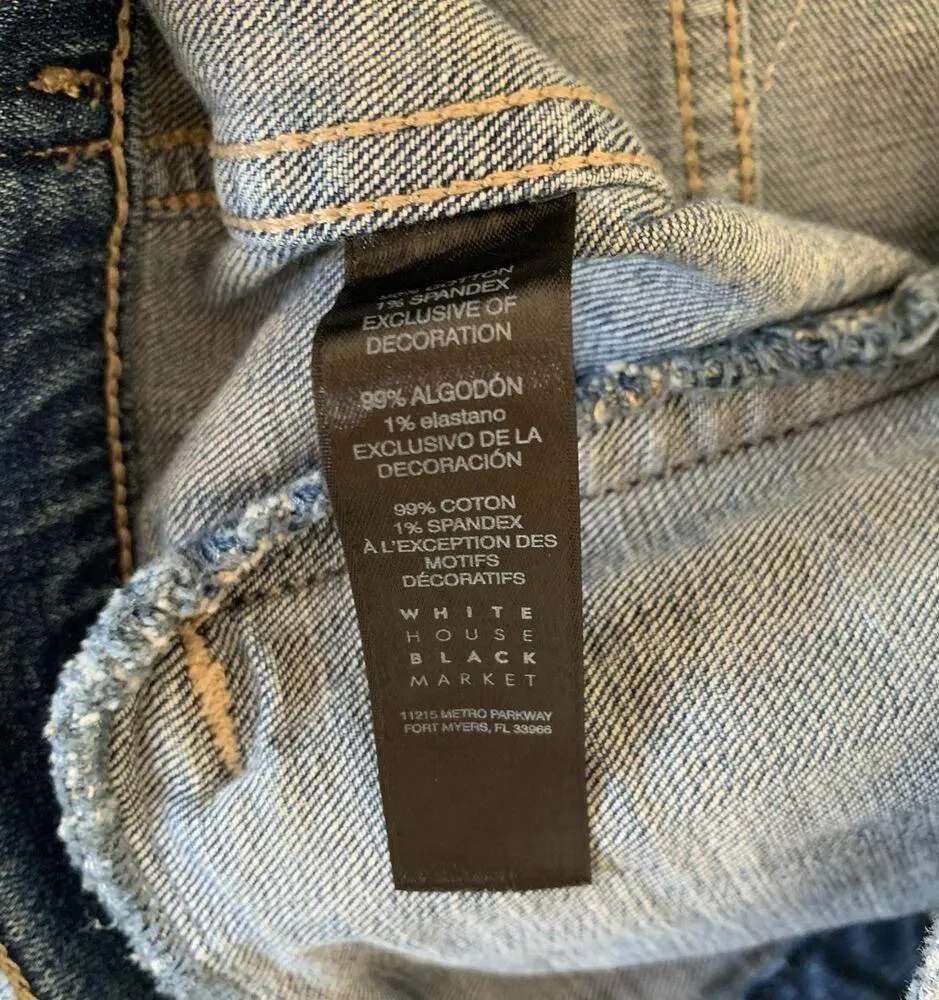 COTTON
1% SPANDEX
EXCLUSIVE OF
DECORATION
99% ALGODÓN
1% elastano
EXCLUSIVO DE LA
DECORACIÓN
99% COTON
1% SPANDEX
À L'EXCEPTION DES
MOTIFS
DÉCORATIFS
WHITE
HOUSE
BLACK
MARKET
11215 METRO PARKWAY
FORT MYERS, FL 33966